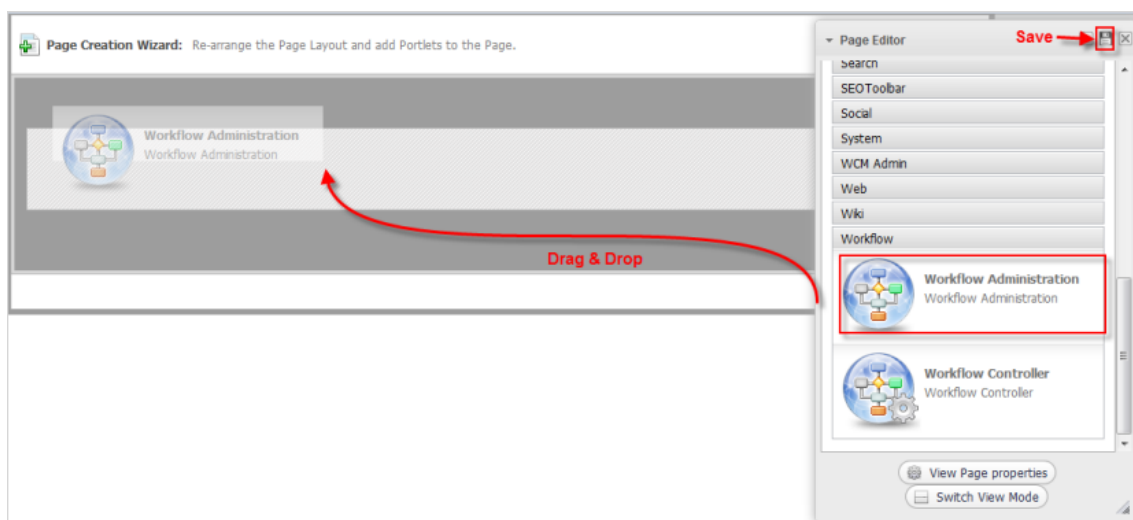 Page Creation Wizard: Re-arrange the Page Layout and add Portlets to the Page.
Workflow Administration
Workflow Administration
Drag & Drop
Page Editor
Save
Search
SEOToolbar
Social
System
WCM Admin
Web
Wiki
Workflow
Workflow Administration
Workflow Administration
Workflow Controller
Workflow Controller
View Page properties
Switch View Mode